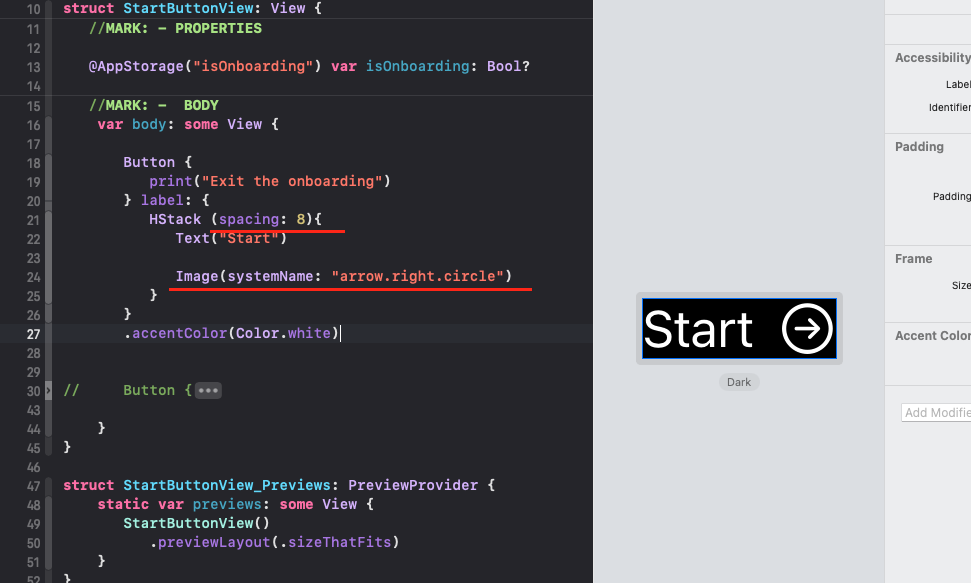 10 struct StartButtonView: View {
11 //MARK: - PROPERTIES
12
13 @AppStorage("isOnboarding") var isOnboarding: Bool?
14
15 //MARK: -  BODY
16 var body: some View {
17
18 Button {
19 print("Exit the onboarding")
20 } label: {
21 HStack (spacing: 8){
22 Text("Start")
23
24 Image(systemName: "arrow.right.circle")
25 }
26 }
27 .accentColor(Color.white)
28
29
30 //     Button {•••
43
44 }
45 }
46
47 struct StartButtonView_Previews: PreviewProvider {
48 static var previews: some View {
49 StartButtonView()
50 .previewLayout(.sizeThatFits)
51 }
52 }
Start
Dark
Accessibility
Label
Identifier
Padding
Padding
Frame
Size
Accent Color
Add Modifie